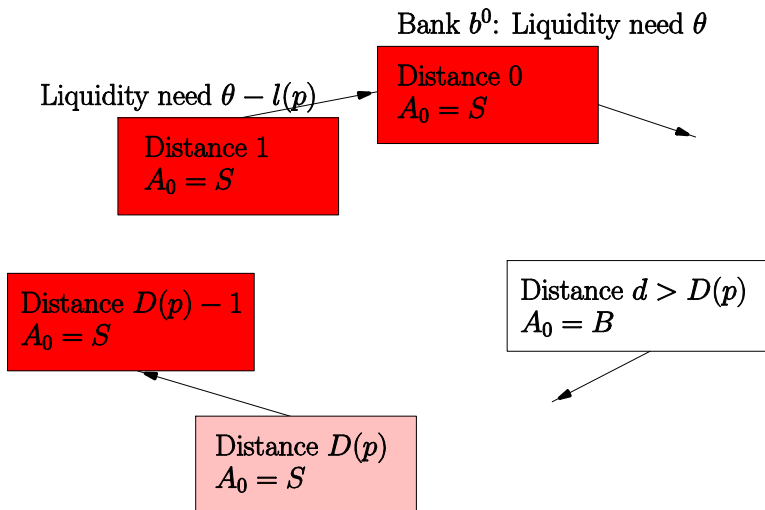 Bank $b^0$: Liquidity need $\theta$
Distance 0
$A_0 = S$
Liquidity need $\theta - l(p)$
Distance 1
$A_0 = S$
Distance $D(p) - 1$
$A_0 = S$
Distance $d > D(p)$
$A_0 = B$
Distance $D(p)$
$A_0 = S$